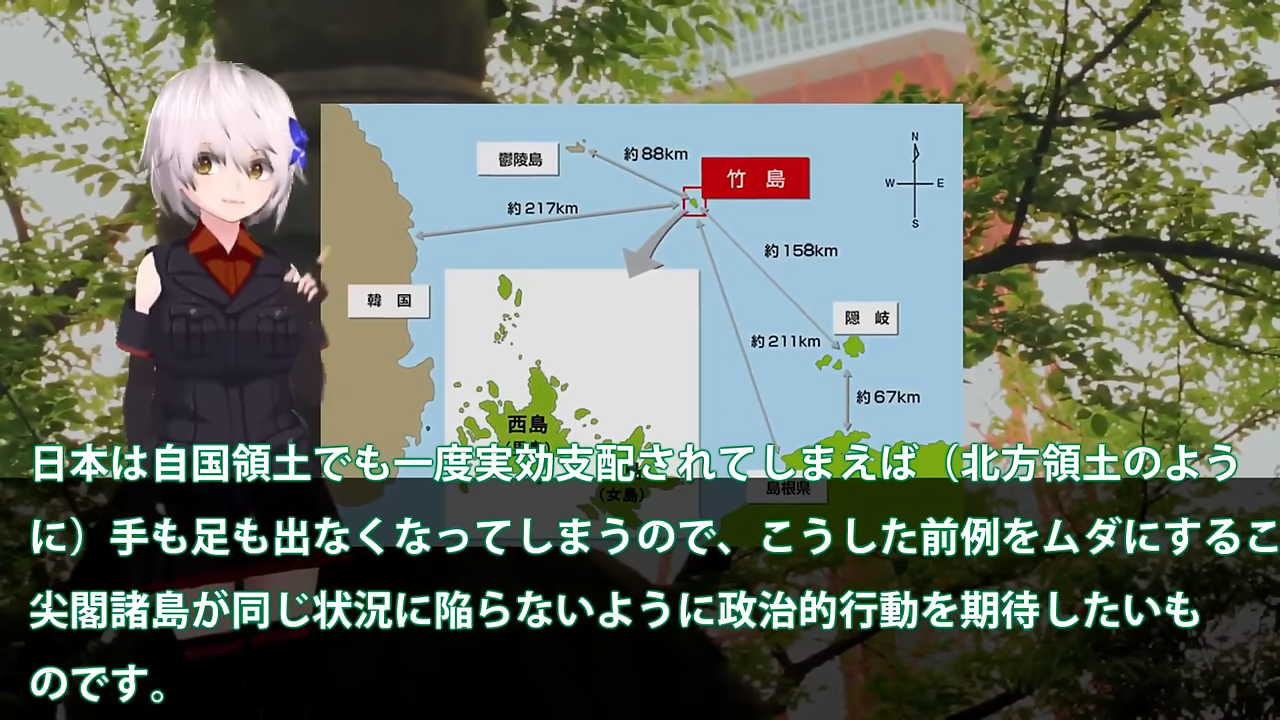 N
W E
S
鬱陵島
約88km
竹島
約217km
約158km
韓国
隠岐
約211km
約67km
西島
(女島)
島根県
日本は自国領土でも一度実効支配されてしまえば（北方領土のよう
に）手も足も出なくなってしまうので、こうした前例をムダにするこ
尖閣諸島が同じ状況に陥らないように政治的行動を期待したいも
のです。